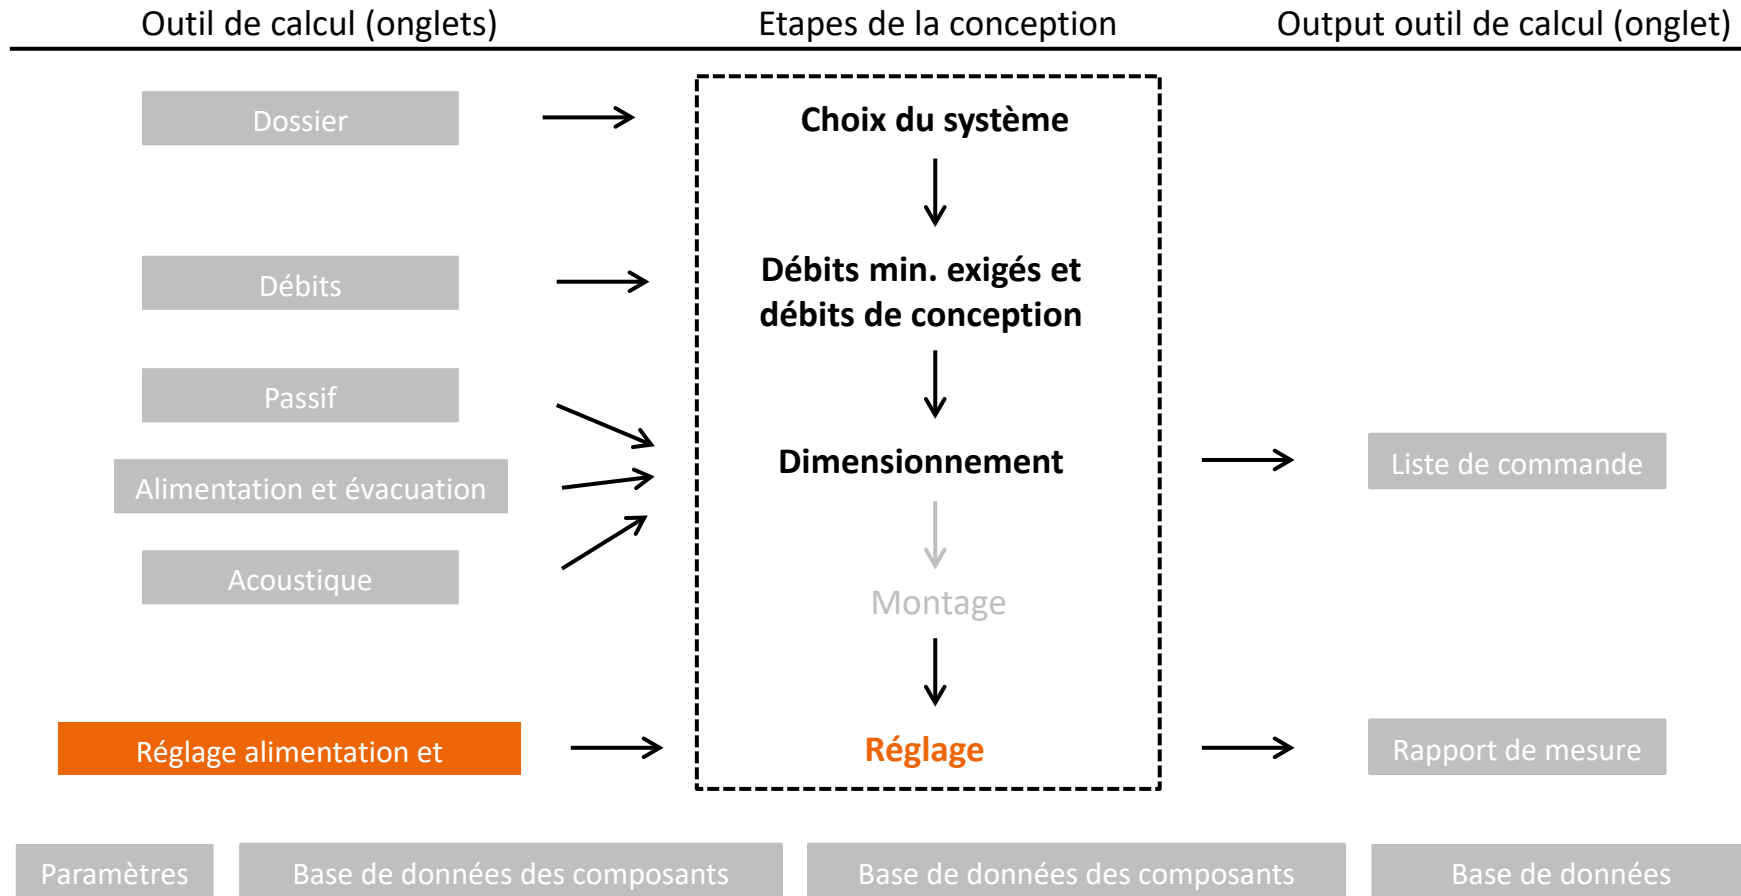 Outil de calcul (onglets)
Etapes de la conception
Output outil de calcul (onglet)
Dossier
Choix du système
Débits
Débits min. exigés et
débits de conception
Passif
Alimentation et évacuation
Acoustique
Dimensionnement
Liste de commande
Montage
Réglage alimentation et
Réglage
Rapport de mesure
Paramètres
Base de données des composants
Base de données des composants
Base de données